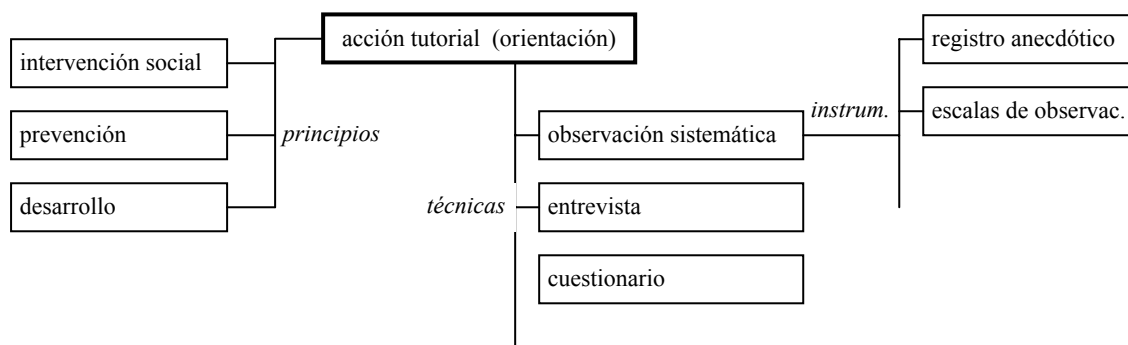 acción tutorial (orientación)
intervención social
prevención
desarrollo
principios
técnicas
observación sistemática
entrevista
cuestionario
instrum.
registro anecdótico
escalas de observac.